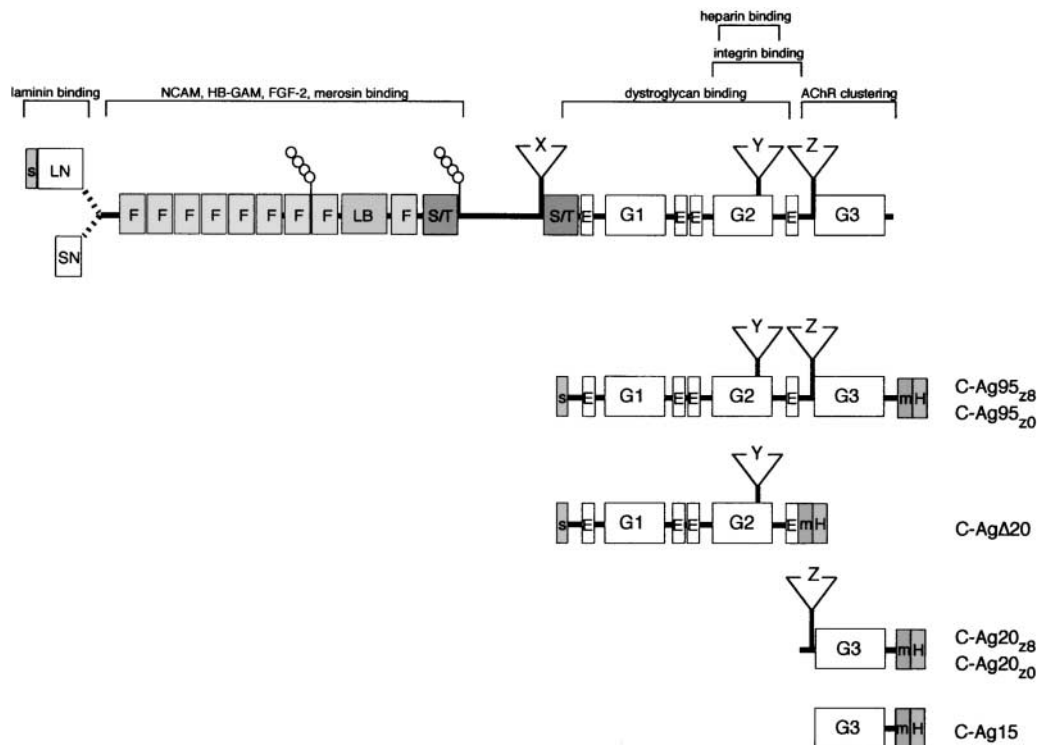 heparin binding
integrin binding
laminin binding NCAM, HB-GAM, FGF-2, merosin binding dystroglycan binding AChR clustering
X Y Z
s LN
F F F F F F F F LB F S/T S/T E G1 E E G2 E G3
SN
Y Z
s E G1 E E G2 E G3 m H
C-Ag95z8
C-Ag95z0
Y
s E G1 E E G2 E m H C-AgΔ20
Z
G3 m H
C-Ag20z8
C-Ag20z0
G3 m H C-Ag15